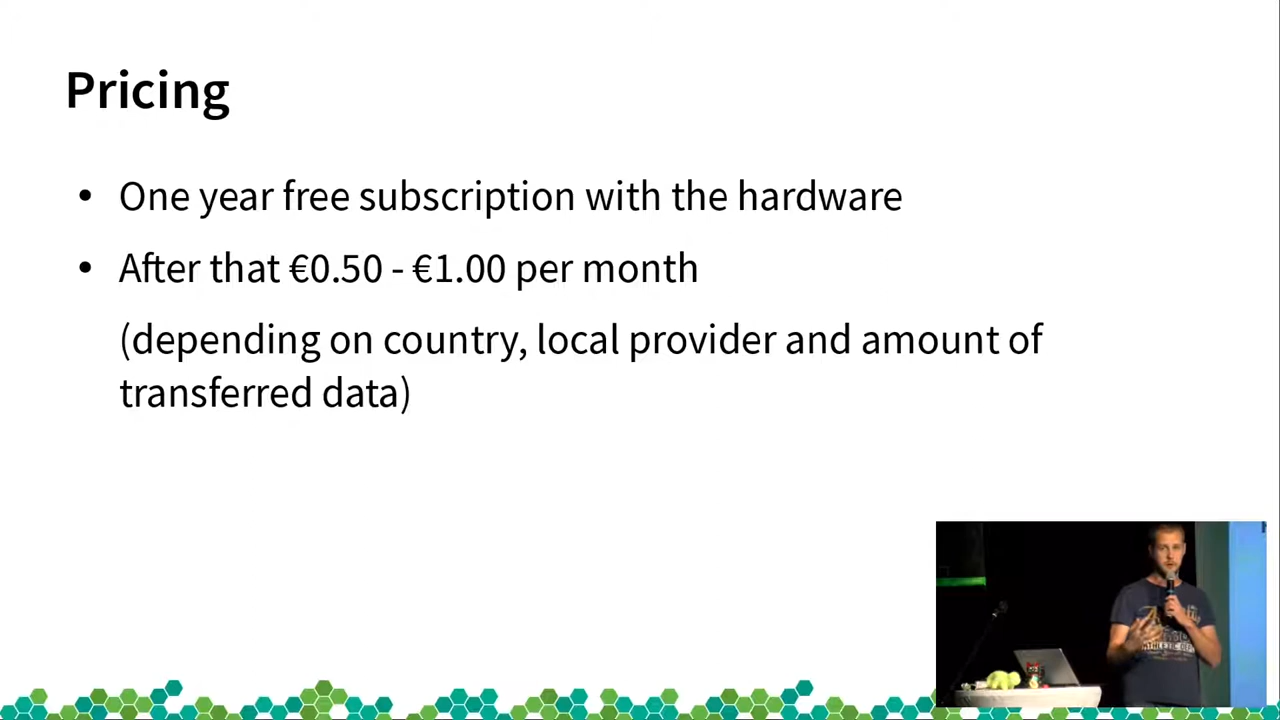 Pricing
• One year free subscription with the hardware
• After that €0.50 - €1.00 per month
(depending on country, local provider and amount of
transferred data)